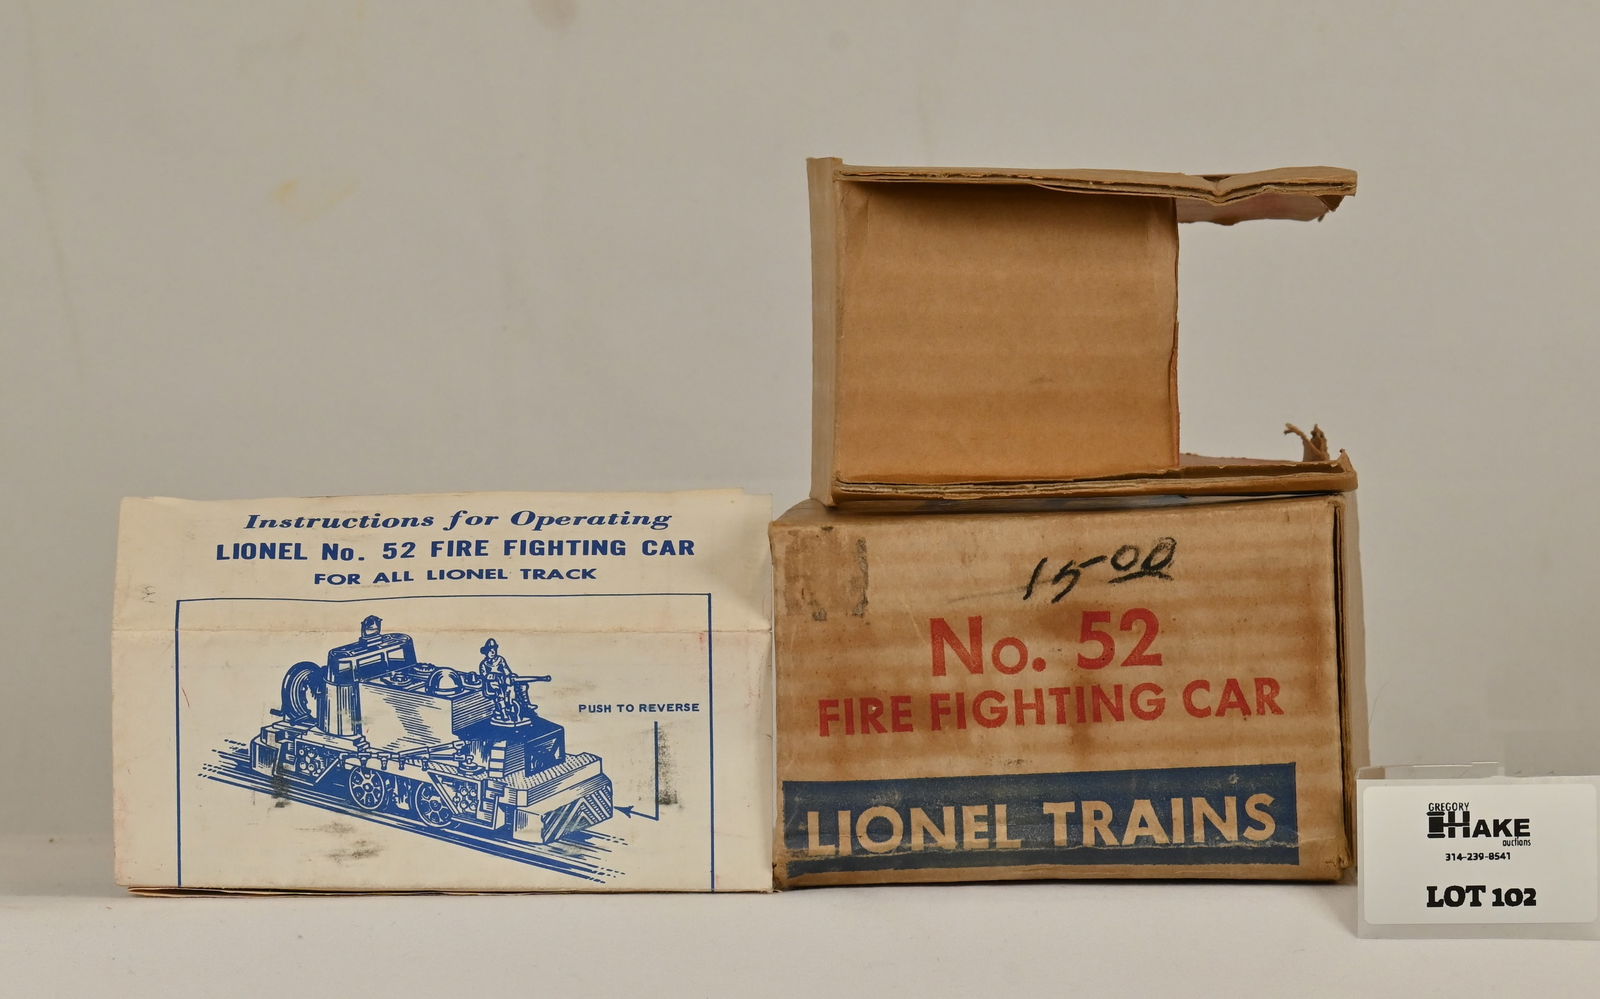 Instructions for Operating
LIONEL No. 52 FIRE FIGHTING CAR
FOR ALL LIONEL TRACK
PUSH TO REVERSE
15 00
No. 52
FIRE FIGHTING CAR
LIONEL TRAINS
GREGORY
HAKE
auctions
314-239-8541
LOT 102